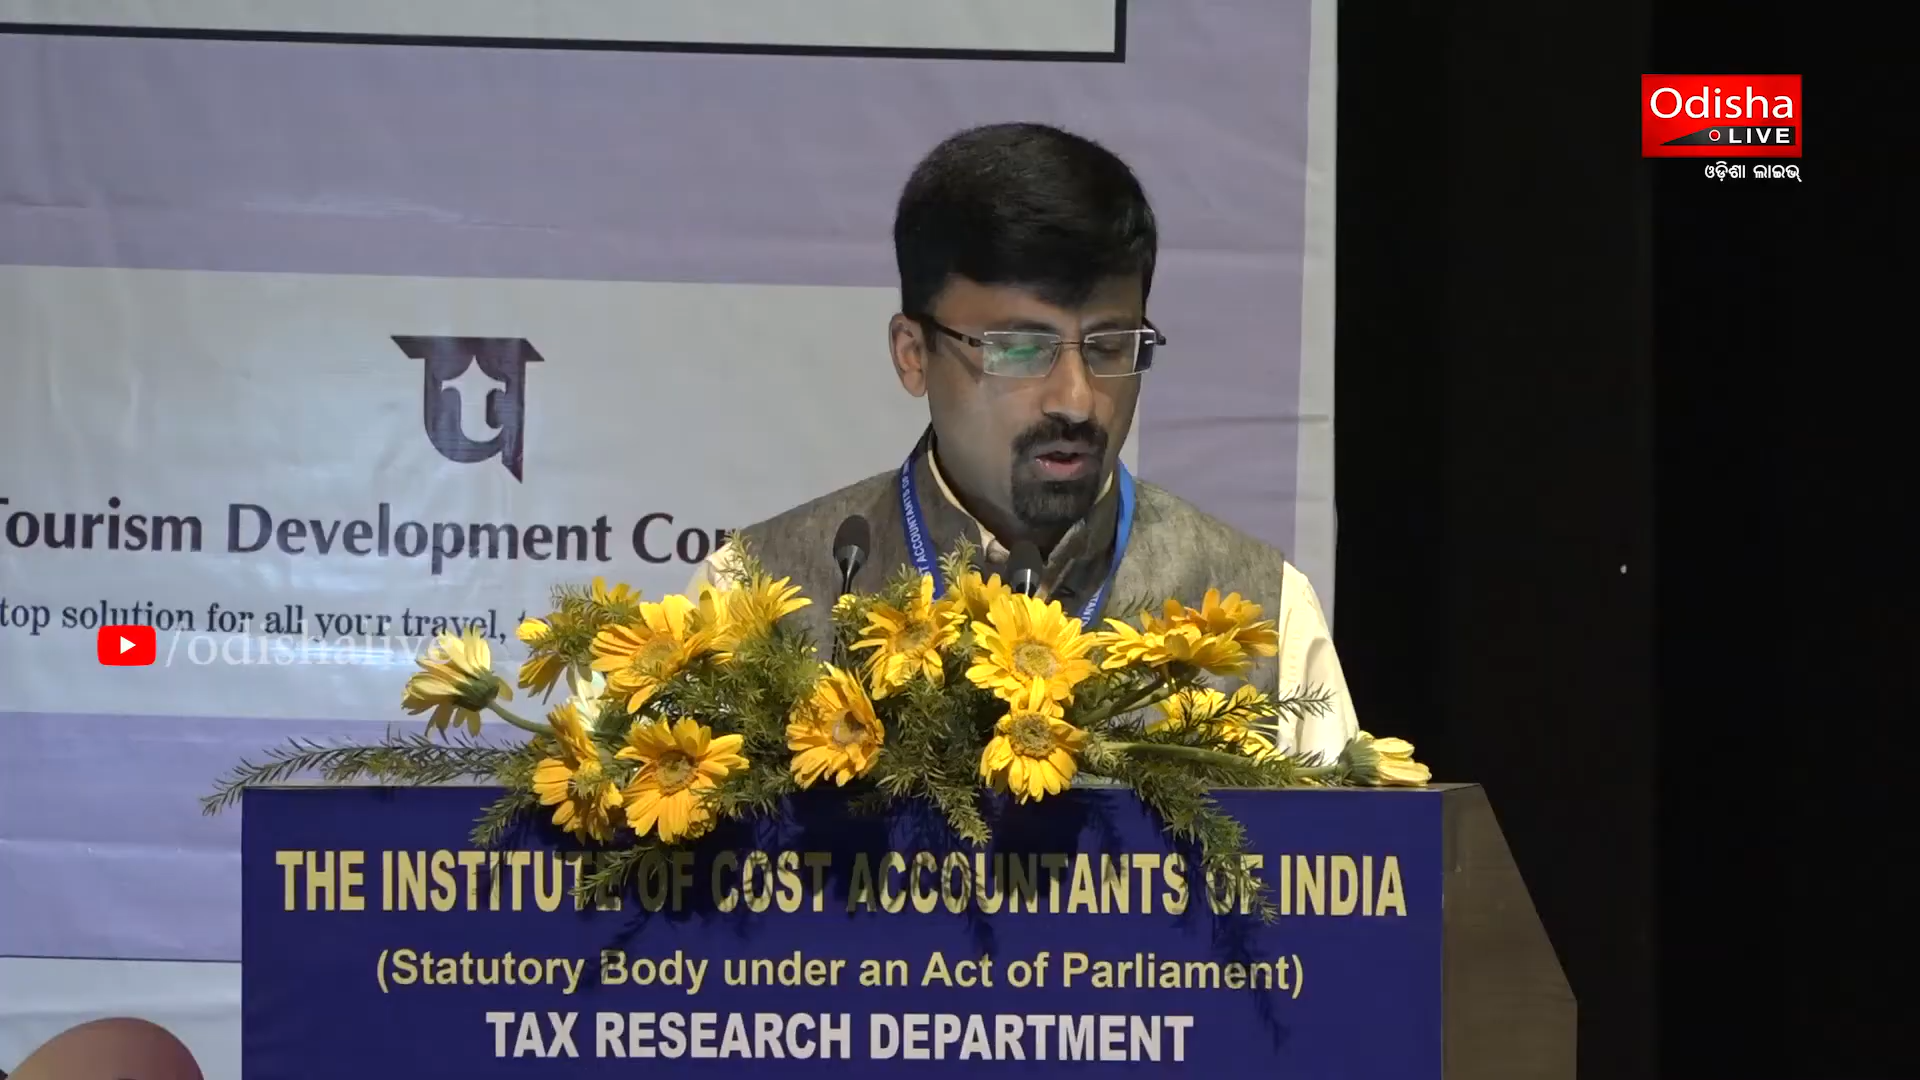 Odisha
LIVE
ଓଡ଼ିଶା ଲାଇଭ୍
Tourism Development
top solution for all your travel,
/odishalive
ACCOUNTANTS
THE INSTITUTE OF COST ACCOUNTANTS OF INDIA
(Statutory Body under an Act of Parliament)
TAX RESEARCH DEPARTMENT